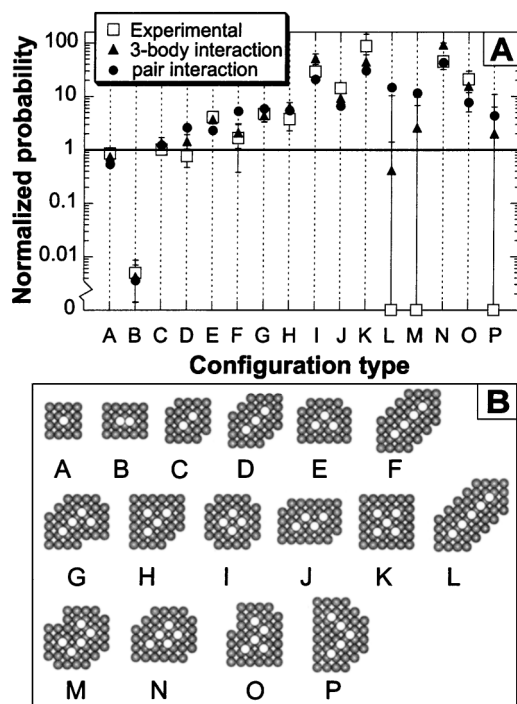 Experimental
3-body interaction
pair interaction
A
Normalized probability
100
10
1
0.1
0.01
0
A B C D E F G H I J K L M N O P
Configuration type
B
A B C D E F
G H I J K L
M N O P